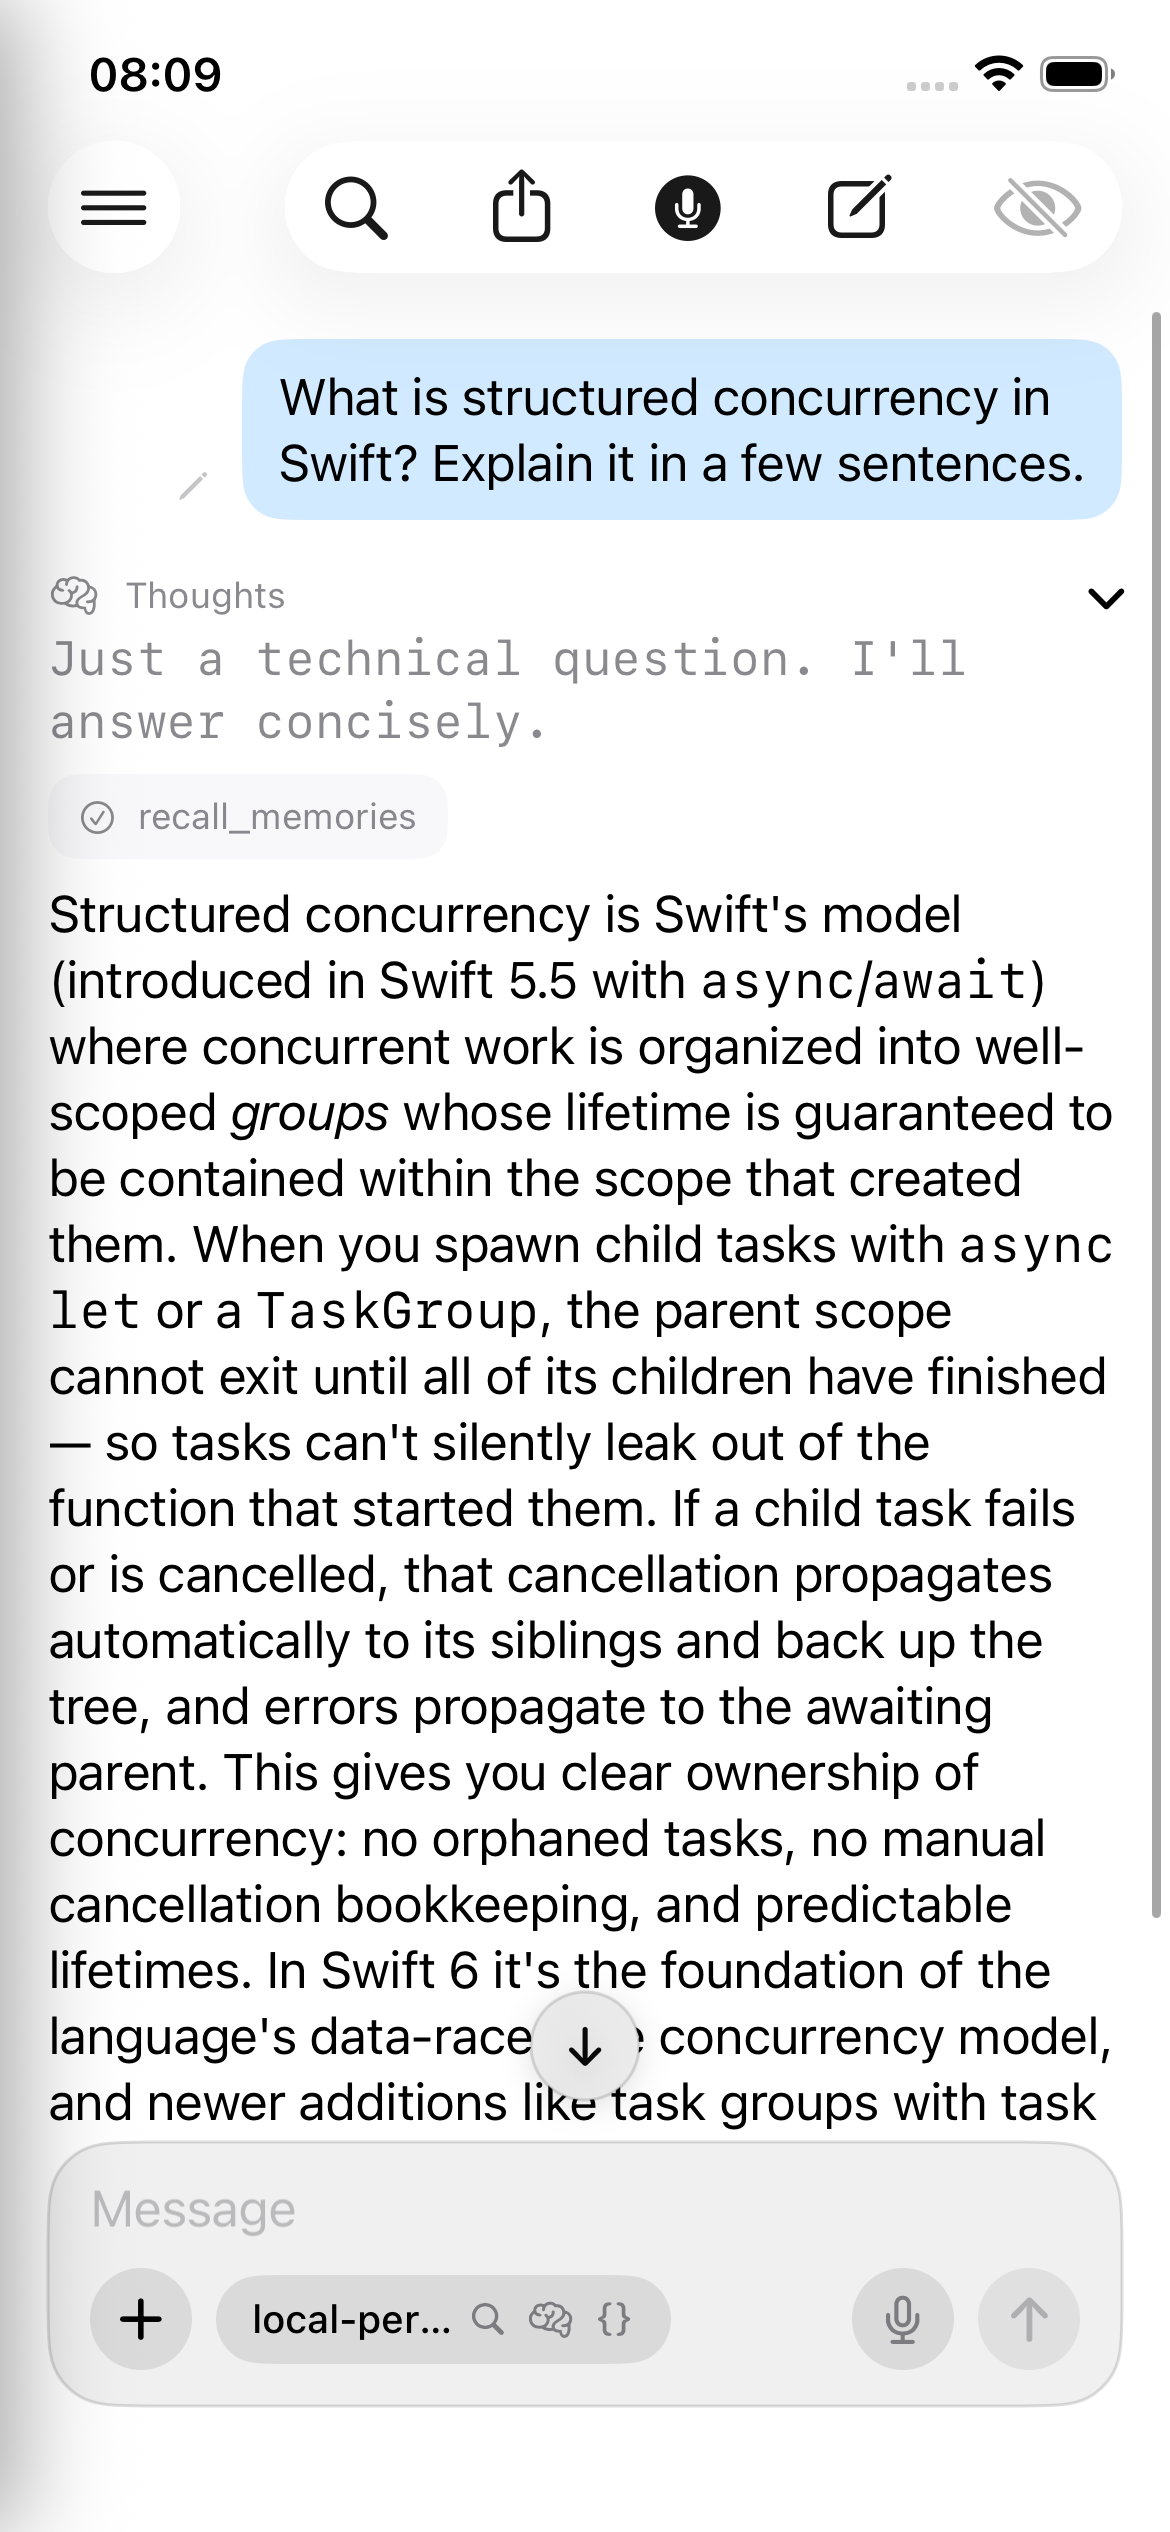 08:09
What is structured concurrency in
Swift? Explain it in a few sentences.
Thoughts
Just a technical question. I'll
answer concisely.
recall_memories
Structured concurrency is Swift's model
(introduced in Swift 5.5 with async/await)
where concurrent work is organized into well-
scoped groups whose lifetime is guaranteed to
be contained within the scope that created
them. When you spawn child tasks with async
let or a TaskGroup, the parent scope
cannot exit until all of its children have finished
— so tasks can't silently leak out of the
function that started them. If a child task fails
or is cancelled, that cancellation propagates
automatically to its siblings and back up the
tree, and errors propagate to the awaiting
parent. This gives you clear ownership of
concurrency: no orphaned tasks, no manual
cancellation bookkeeping, and predictable
lifetimes. In Swift 6 it's the foundation of the
language's data-race concurrency model,
and newer additions like task groups with task
Message
local-per... {}